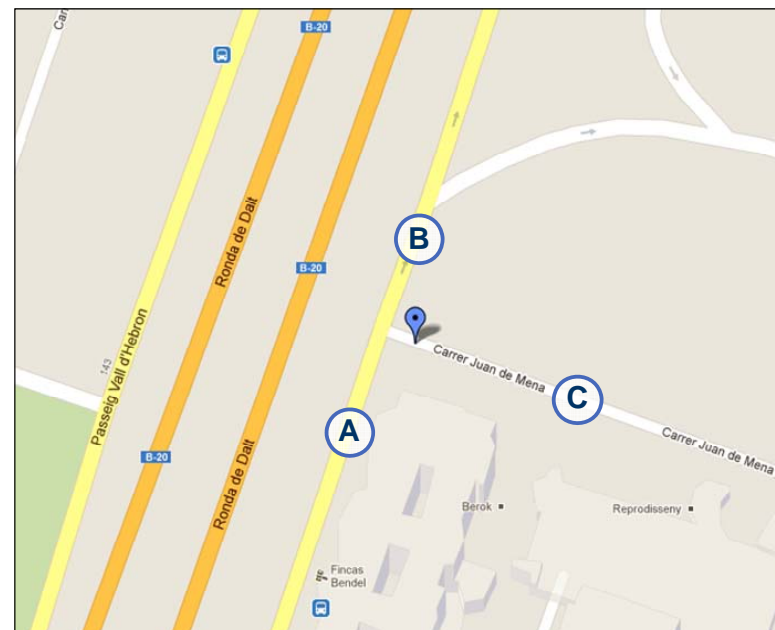 Can
B-20
Ronda de Dalt
B
B-20
Passeig Vall d'Hebron
143
Carrer Juan de Mena
C
A
B-20
Ronda de Dalt
Carrer Juan de Mena
Berok
Reprodisseny
Fincas
Bendel